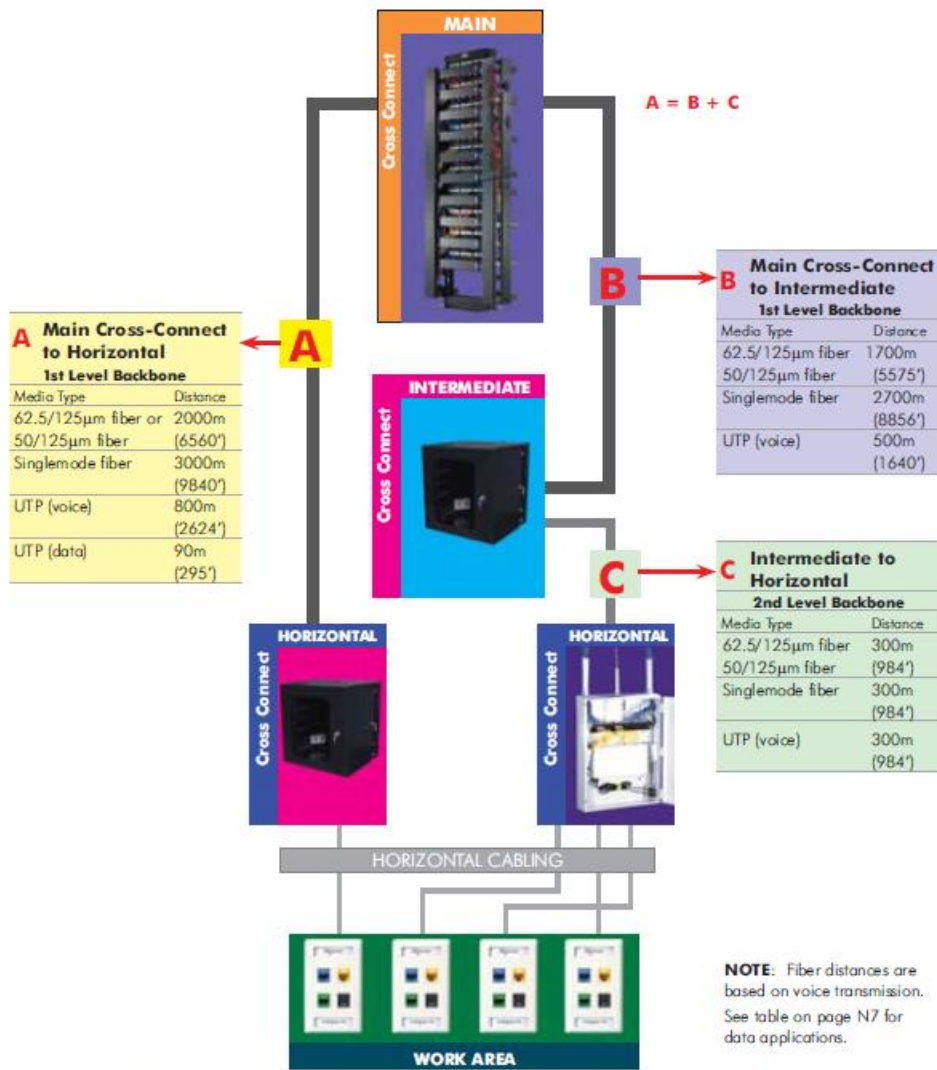 MAIN
Cross Connect
A = B + C
A
B
A Main Cross-Connect
to Horizontal
1st Level Backbone
Media Type Distance
62.5/125µm fiber or 2000m
50/125µm fiber (6560')
Singlemode fiber 3000m
(9840')
UTP (voice) 800m
(2624')
UTP (data) 90m
(295')
B Main Cross-Connect
to Intermediate
1st Level Backbone
Media Type Distance
62.5/125µm fiber 1700m
50/125µm fiber (5575')
Singlemode fiber 2700m
(8856')
UTP (voice) 500m
(1640')
INTERMEDIATE
Cross Connect
C
C Intermediate to
Horizontal
2nd Level Backbone
Media Type Distance
62.5/125µm fiber 300m
50/125µm fiber (984')
Singlemode fiber 300m
(984')
UTP (voice) 300m
(984')
HORIZONTAL
Cross Connect
HORIZONTAL
Cross Connect
HORIZONTAL CABLING
WORK AREA
NOTE: Fiber distances are
based on voice transmission.
See table on page N7 for
data applications.